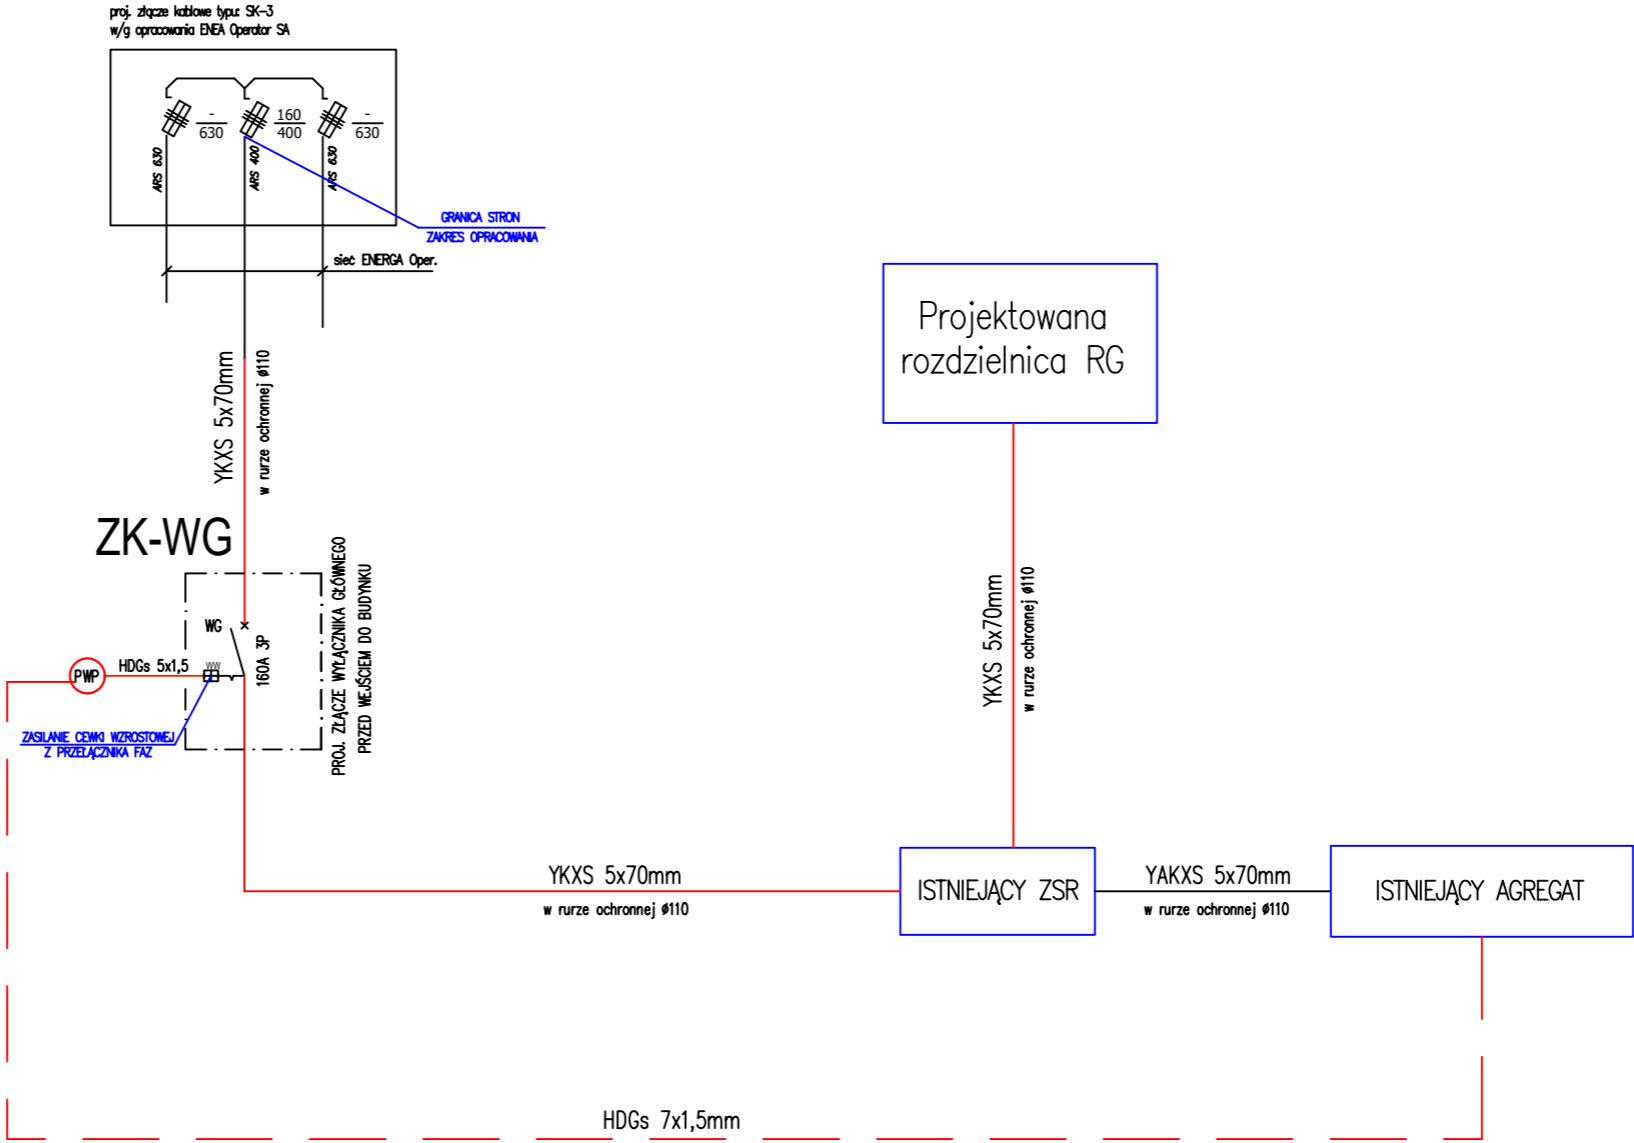 proj. złącze kablowe typu: SK-3
w/g opracowania ENEA Operator SA
-
630
160
400
-
630
ARS 630
ARS 400
ARS 630
GRANICA STRON
ZAKRES OPRACOWANIA
sieć ENERGA Oper.
Projektowana
rozdzielnica RG
YKXS 5x70mm
w rurze ochronnej ø110
ZK-WG
WG
160A 3P
WW
PROJ. ZŁĄCZE WYŁĄCZNIKA GŁÓWNEGO
PRZED WEJŚCIEM DO BUDYNKU
PWP
HDGs 5x1,5
ZASILANIE CEWKI WZROSTOWEJ
Z PRZEŁĄCZNIKA FAZ
YKXS 5x70mm
w rurze ochronnej ø110
YKXS 5x70mm
w rurze ochronnej ø110
ISTNIEJĄCY ZSR
YAKXS 5x70mm
w rurze ochronnej ø110
ISTNIEJĄCY AGREGAT
HDGs 7x1,5mm